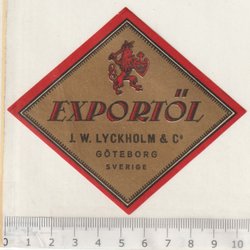 EXPORTÖL
J. W. LYCKHOLM & Cº
GÖTEBORG
SVERIGE